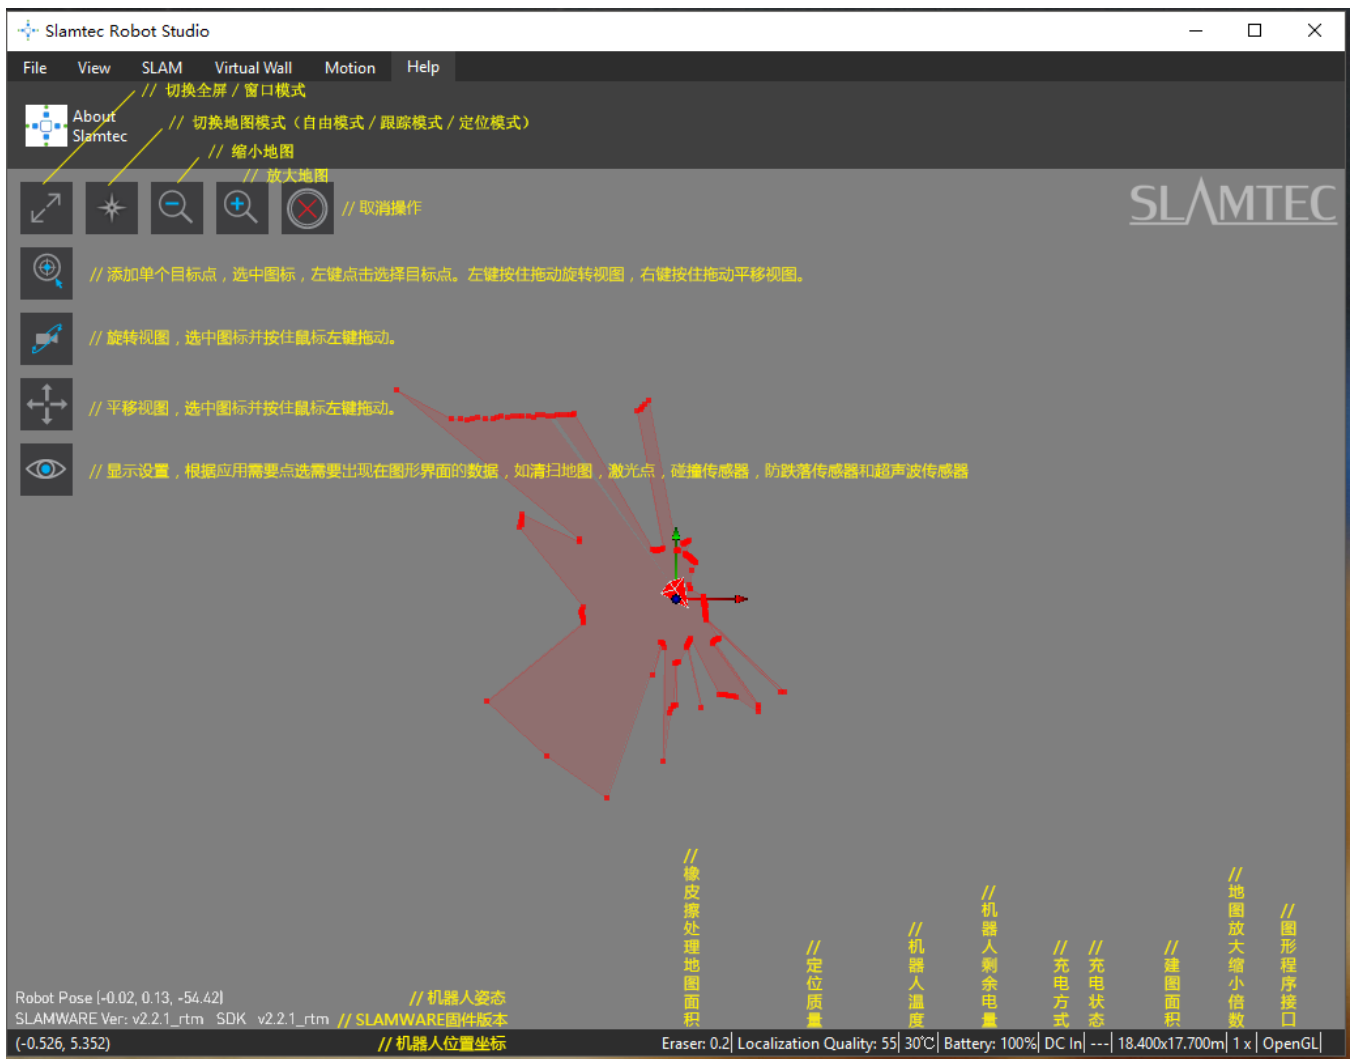 Slamtec Robot Studio
File View SLAM Virtual Wall Motion Help
// 切换全屏 / 窗口模式
About
Slamtec
// 切换地图模式（自由模式 / 跟踪模式 / 定位模式）
// 缩小地图
// 放大地图
// 取消操作
SLAMTEC
// 添加单个目标点，选中图标，左键点击选择目标点。左键按住拖动旋转视图，右键按住拖动平移视图。
// 旋转视图，选中图标并按住鼠标左键拖动。
// 平移视图，选中图标并按住鼠标左键拖动。
// 显示设置，根据应用需要点选需要出现在图形界面的数据，如清扫地图，激光点，碰撞传感器，防跌落传感器和超声波传感器
// 橡皮擦处理地图面积
// 定位质量
// 机器人温度
// 机器人剩余电量
// 充电方式
// 充电状态
// 建图面积
// 地图放大缩小倍数
// 图形程序接口
Robot Pose [-0.02, 0.13, -54.42] // 机器人姿态
SLAMWARE Ver: v2.2.1_rtm SDK v2.2.1_rtm // SLAMWARE固件版本
(-0.526, 5.352) // 机器人位置坐标
Eraser: 0.2| Localization Quality: 55| 30℃| Battery: 100%| DC In| ---| 18.400x17.700m| 1 x| OpenGL|